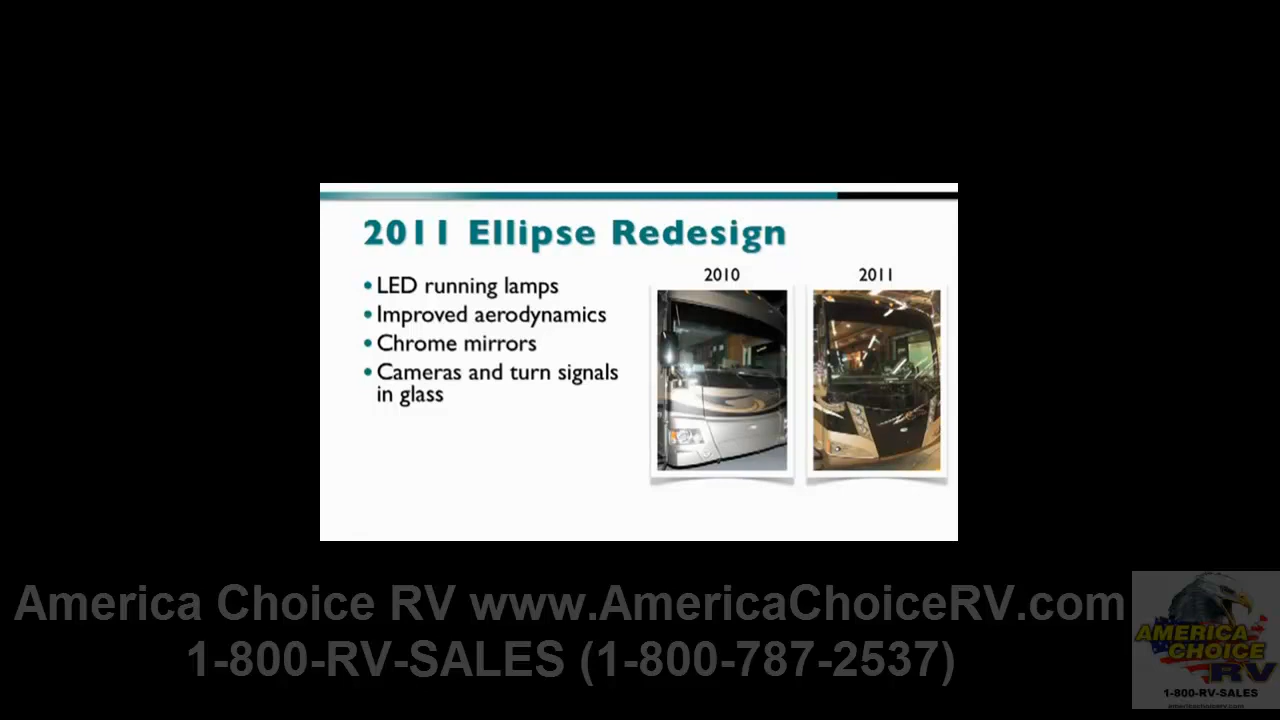 2011 Ellipse Redesign
•LED running lamps
•Improved aerodynamics
•Chrome mirrors
•Cameras and turn signals
in glass
2010
2011
America Choice RV www.AmericaChoiceRV.com
1-800-RV-SALES (1-800-787-2537)
AMERICA
CHOICE
RV
1-800-RV-SALES
americachoicerv.com